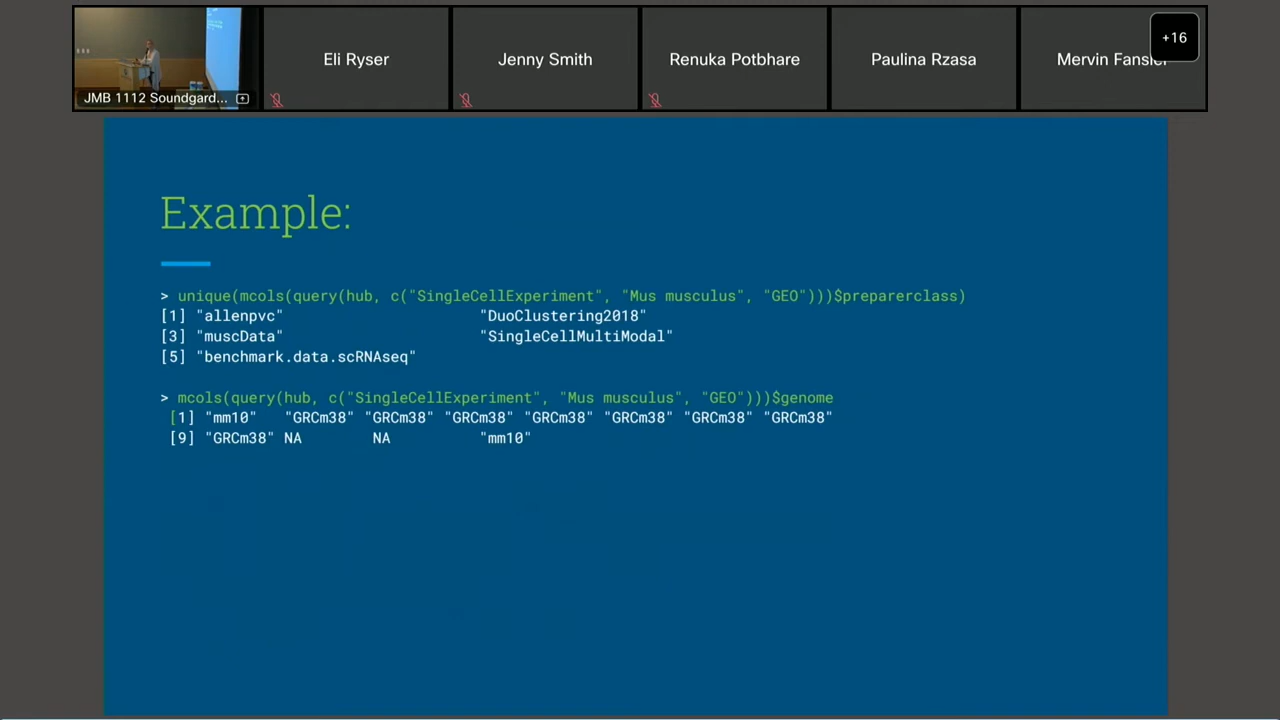 JMB 1112 Soundgard...
Eli Ryser
Jenny Smith
Renuka Potbhare
Paulina Rzasa
Mervin Fansler
+16
Example:
> unique(mcols(query(hub, c("SingleCellExperiment", "Mus musculus", "GEO")))$preparerclass)
[1] "allenpvc" "DuoClustering2018"
[3] "muscData" "SingleCellMultiModal"
[5] "benchmark.data.scRNAseq"
> mcols(query(hub, c("SingleCellExperiment", "Mus musculus", "GEO")))$genome
[1] "mm10" "GRCm38" "GRCm38" "GRCm38" "GRCm38" "GRCm38" "GRCm38" "GRCm38"
[9] "GRCm38" NA NA "mm10"